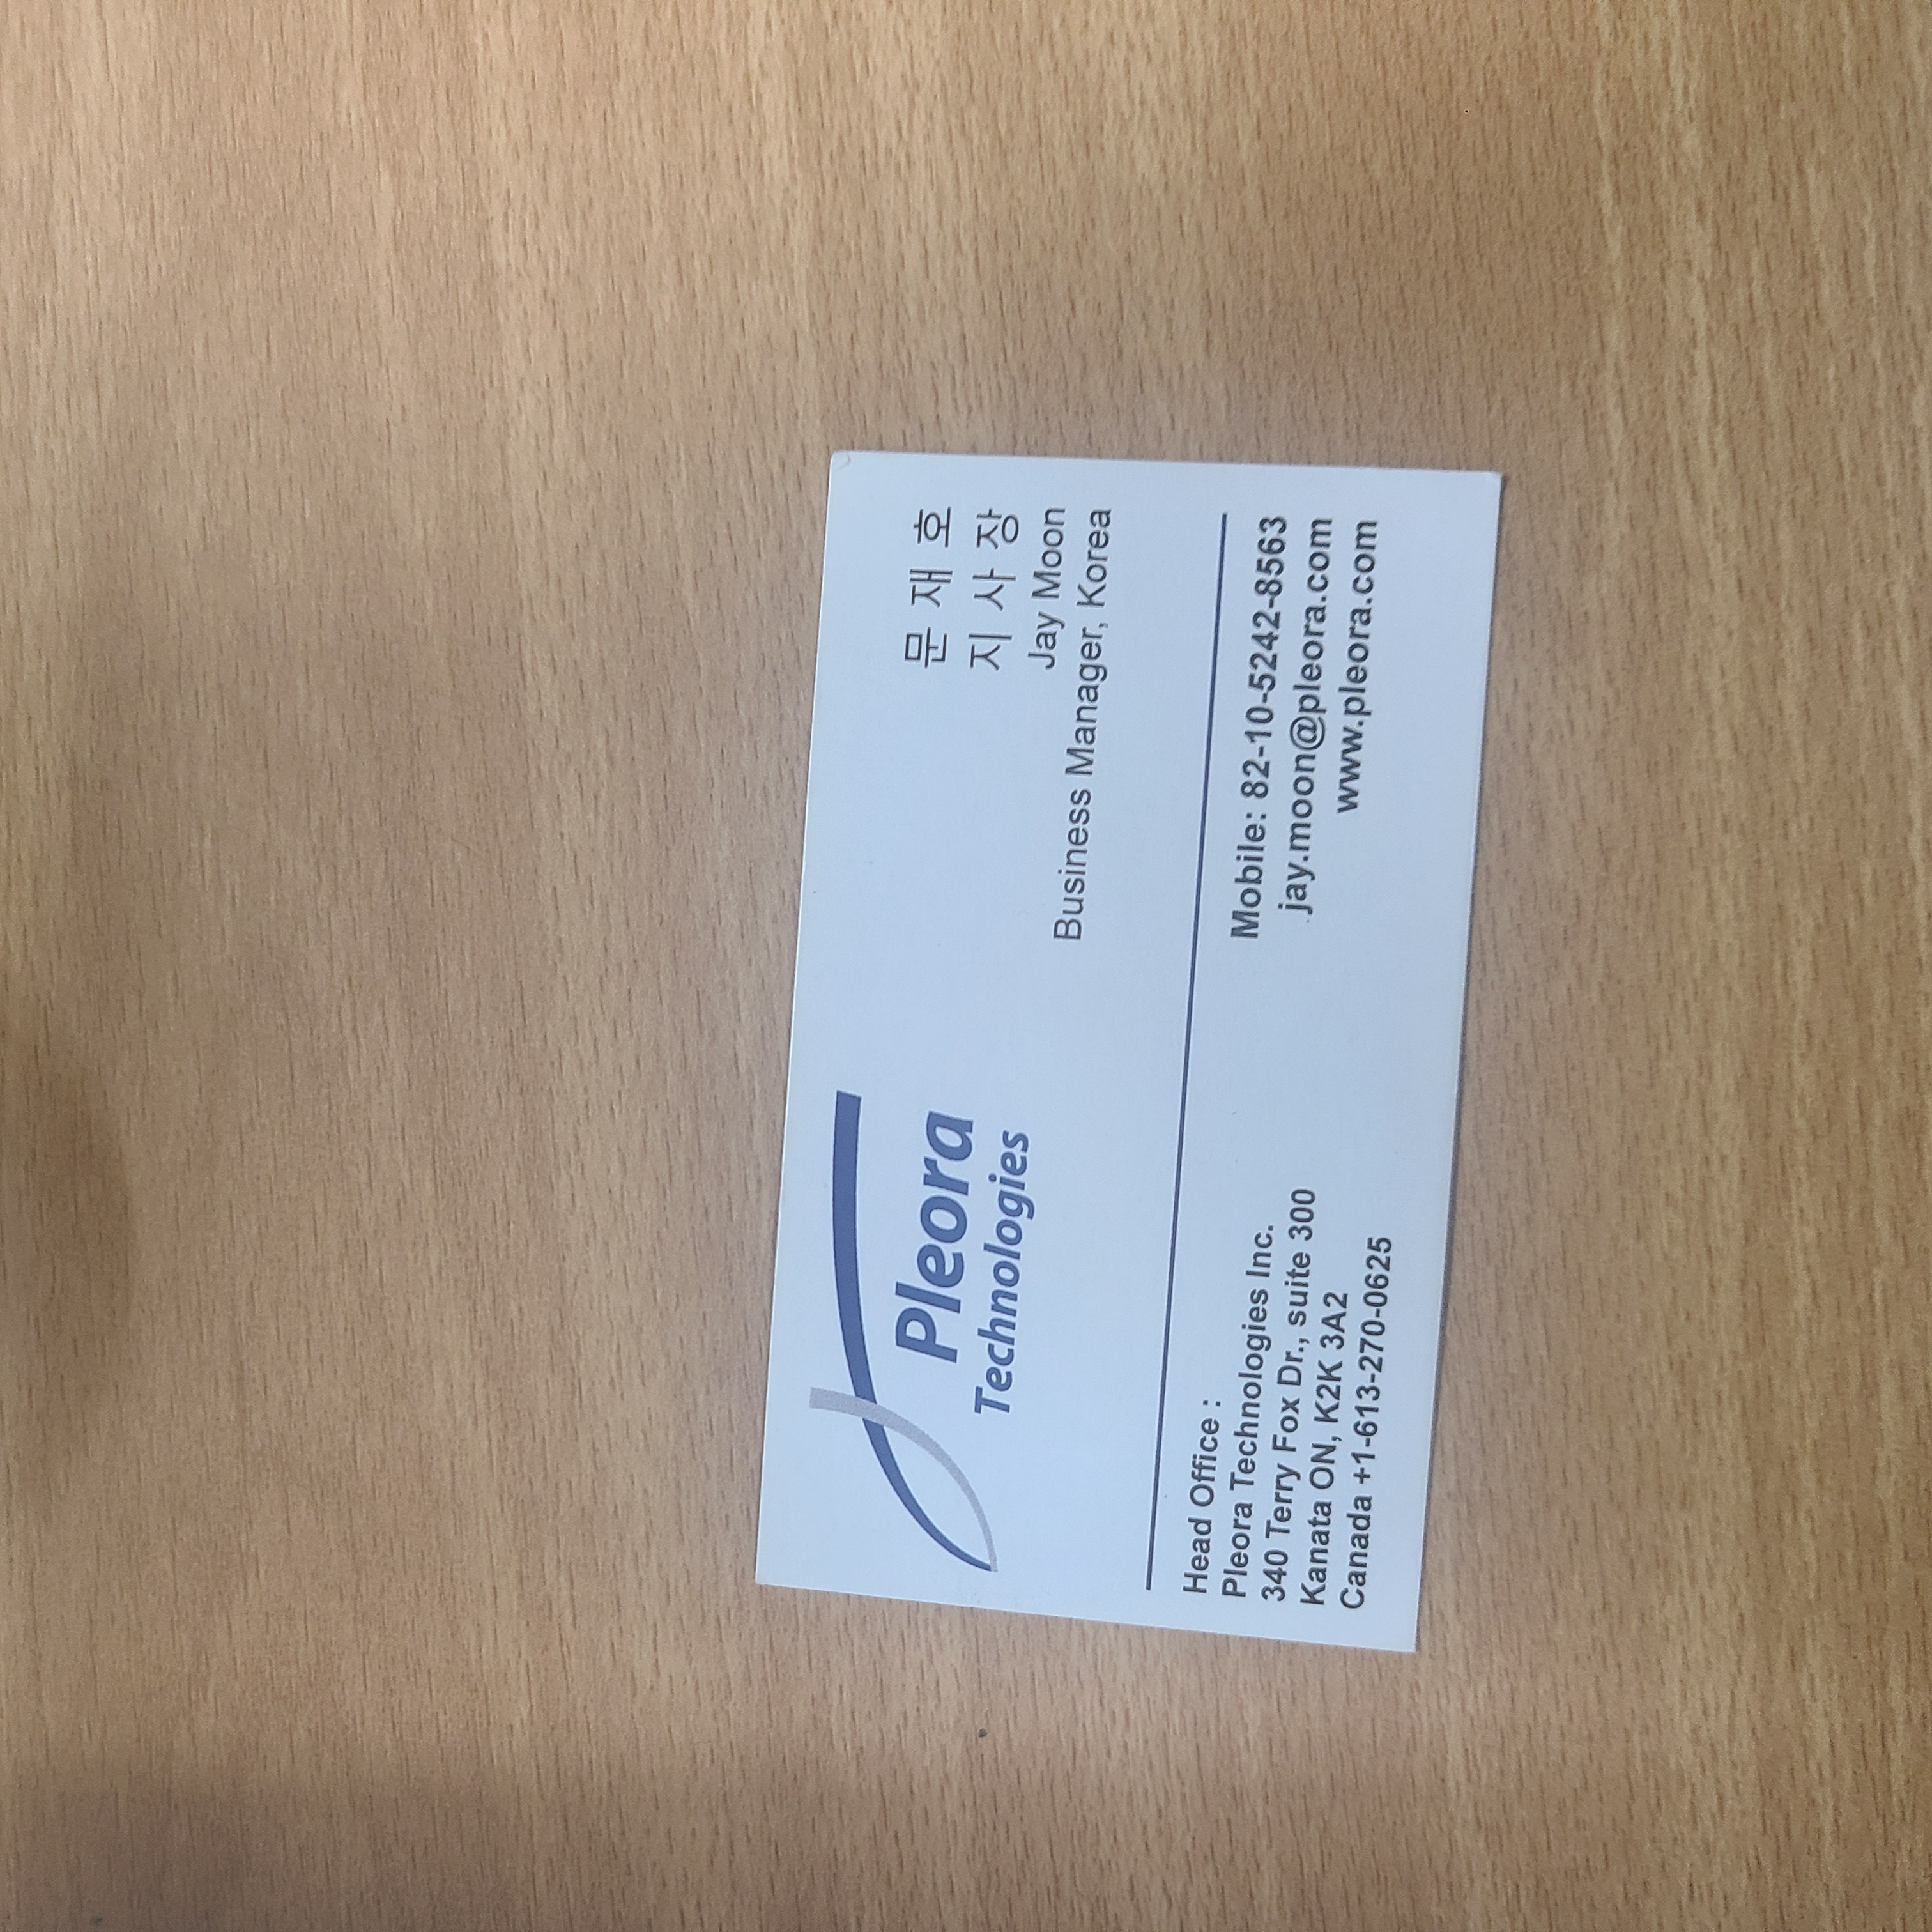 Pleora
Technologies
문 재 호
지 사 장
Jay Moon
Business Manager, Korea
Head Office :
Pleora Technologies Inc.
340 Terry Fox Dr., suite 300
Kanata ON, K2K 3A2
Canada +1-613-270-0625
Mobile: 82-10-5242-8563
jay.moon@pleora.com
www.pleora.com